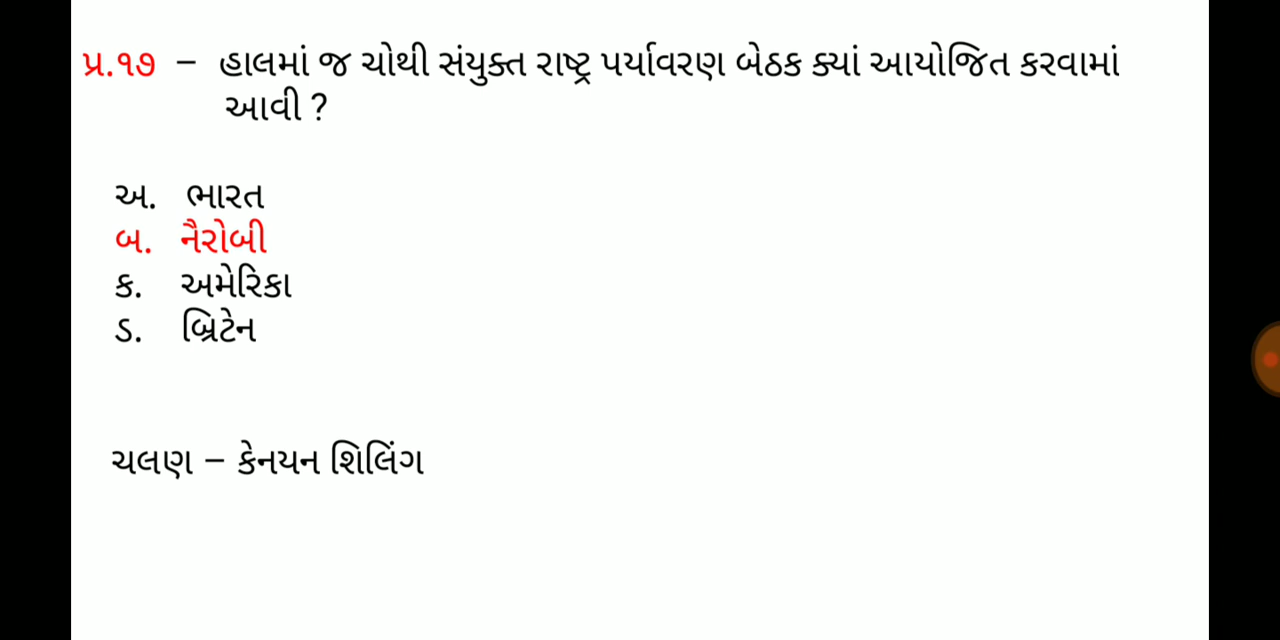 પ્ર.૧૭ – હાલમાં જ ચોથી સંયુક્ત રાષ્ટ્ર પર્યાવરણ બેઠક ક્યાં આયોજિત કરવામાં
આવી ?
અ. ભારત
બ. નૈરોબી
ક. અમેરિકા
ડ. બ્રિટેન
ચલણ – કેનયન શિલિંગ